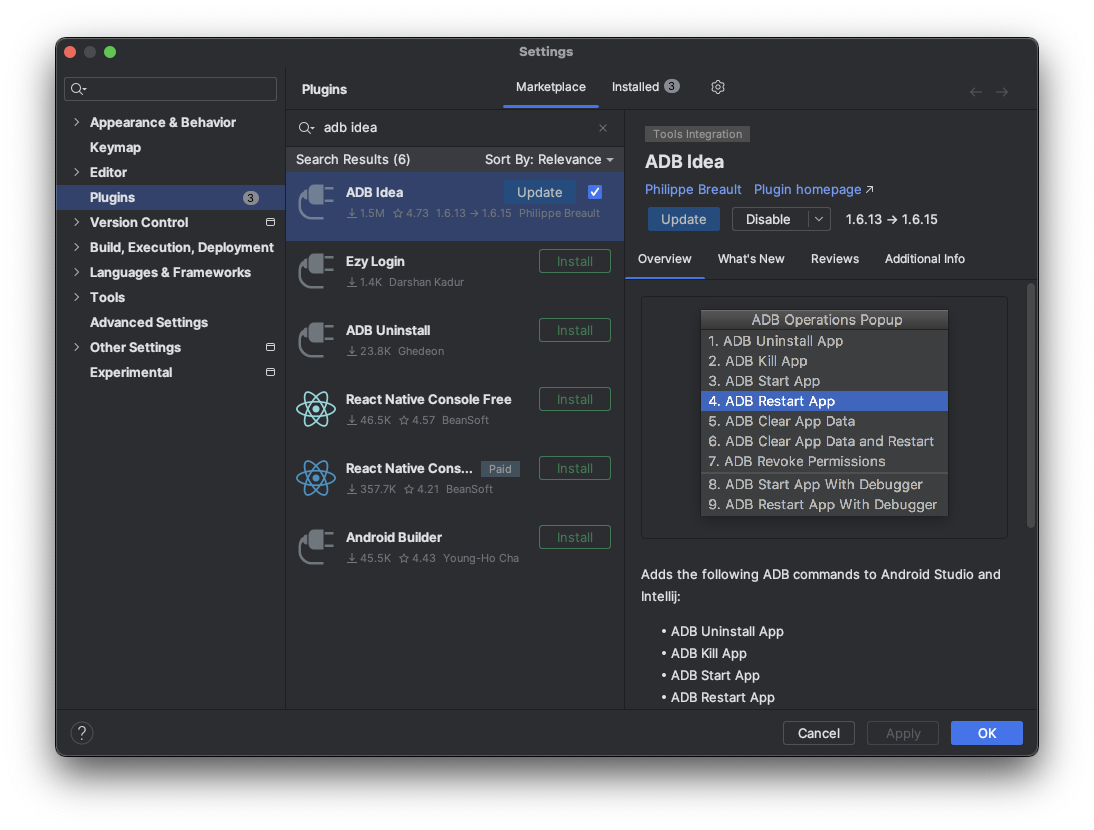 Settings
Appearance & Behavior
Keymap
Editor
Plugins 3
Version Control
Build, Execution, Deployment
Languages & Frameworks
Tools
Advanced Settings
Other Settings
Experimental
Plugins
Marketplace
Installed 3
adb idea
Search Results (6) Sort By: Relevance
ADB Idea Update
1.5M 4.73 1.6.13 → 1.6.15 Philippe Breault
Ezy Login Install
1.4K Darshan Kadur
ADB Uninstall Install
23.8K Ghedeon
React Native Console Free Install
46.5K 4.57 BeanSoft
React Native Cons... Paid Install
357.7K 4.21 BeanSoft
Android Builder Install
45.5K 4.43 Young-Ho Cha
Tools Integration
ADB Idea
Philippe Breault Plugin homepage ↗
Update Disable 1.6.13 → 1.6.15
Overview What's New Reviews Additional Info
ADB Operations Popup
1. ADB Uninstall App
2. ADB Kill App
3. ADB Start App
4. ADB Restart App
5. ADB Clear App Data
6. ADB Clear App Data and Restart
7. ADB Revoke Permissions
8. ADB Start App With Debugger
9. ADB Restart App With Debugger
Adds the following ADB commands to Android Studio and
Intellij:
• ADB Uninstall App
• ADB Kill App
• ADB Start App
• ADB Restart App
? Cancel Apply OK